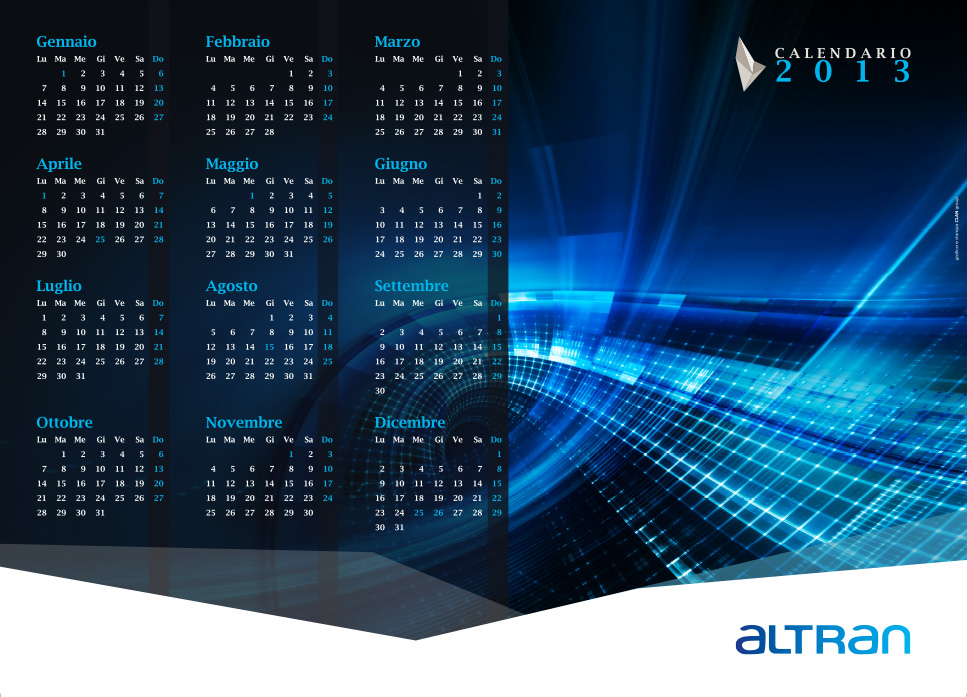 Gennaio
Lu Ma Me Gi Ve Sa Do
1 2 3 4 5 6
7 8 9 10 11 12 13
14 15 16 17 18 19 20
21 22 23 24 25 26 27
28 29 30 31
Febbraio
Lu Ma Me Gi Ve Sa Do
1 2 3
4 5 6 7 8 9 10
11 12 13 14 15 16 17
18 19 20 21 22 23 24
25 26 27 28
Marzo
Lu Ma Me Gi Ve Sa Do
1 2 3
4 5 6 7 8 9 10
11 12 13 14 15 16 17
18 19 20 21 22 23 24
25 26 27 28 29 30 31
Aprile
Lu Ma Me Gi Ve Sa Do
1 2 3 4 5 6 7
8 9 10 11 12 13 14
15 16 17 18 19 20 21
22 23 24 25 26 27 28
29 30
Maggio
Lu Ma Me Gi Ve Sa Do
1 2 3 4 5
6 7 8 9 10 11 12
13 14 15 16 17 18 19
20 21 22 23 24 25 26
27 28 29 30 31
Giugno
Lu Ma Me Gi Ve Sa Do
1 2
3 4 5 6 7 8 9
10 11 12 13 14 15 16
17 18 19 20 21 22 23
24 25 26 27 28 29 30
Luglio
Lu Ma Me Gi Ve Sa Do
1 2 3 4 5 6 7
8 9 10 11 12 13 14
15 16 17 18 19 20 21
22 23 24 25 26 27 28
29 30 31
Agosto
Lu Ma Me Gi Ve Sa Do
1 2 3 4
5 6 7 8 9 10 11
12 13 14 15 16 17 18
19 20 21 22 23 24 25
26 27 28 29 30 31
Settembre
Lu Ma Me Gi Ve Sa Do
1
2 3 4 5 6 7 8
9 10 11 12 13 14 15
16 17 18 19 20 21 22
23 24 25 26 27 28 29
30
Ottobre
Lu Ma Me Gi Ve Sa Do
1 2 3 4 5 6
7 8 9 10 11 12 13
14 15 16 17 18 19 20
21 22 23 24 25 26 27
28 29 30 31
Novembre
Lu Ma Me Gi Ve Sa Do
1 2 3
4 5 6 7 8 9 10
11 12 13 14 15 16 17
18 19 20 21 22 23 24
25 26 27 28 29 30
Dicembre
Lu Ma Me Gi Ve Sa Do
1
2 3 4 5 6 7 8
9 10 11 12 13 14 15
16 17 18 19 20 21 22
23 24 25 26 27 28 29
30 31
CALENDARIO
2013
ALTRAN